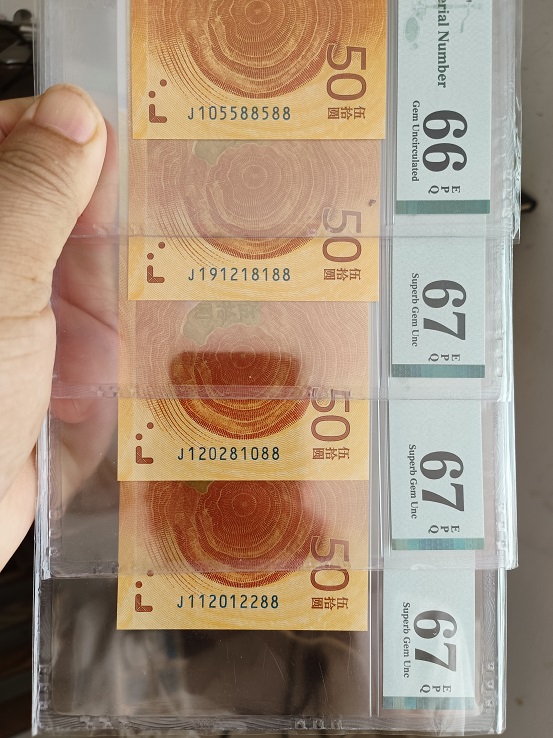 50
伍拾圆
J105588588
erial Number
66 EPQ
Gem Uncirculated
50
伍拾圆
J191218188
67 EPQ
Superb Gem Unc
50
伍拾圆
J120281088
67 EPQ
Superb Gem Unc
50
伍拾圆
J112012288
67 EPQ
Superb Gem Unc